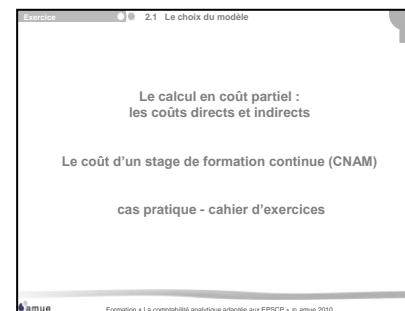 Exercice 2.1 Le choix du modèle
Le calcul en coût partiel :
les coûts directs et indirects
Le coût d'un stage de formation continue (CNAM)
cas pratique - cahier d'exercices
amue Formation « La comptabilité analytique adaptée aux EPSCP » © amue 2010